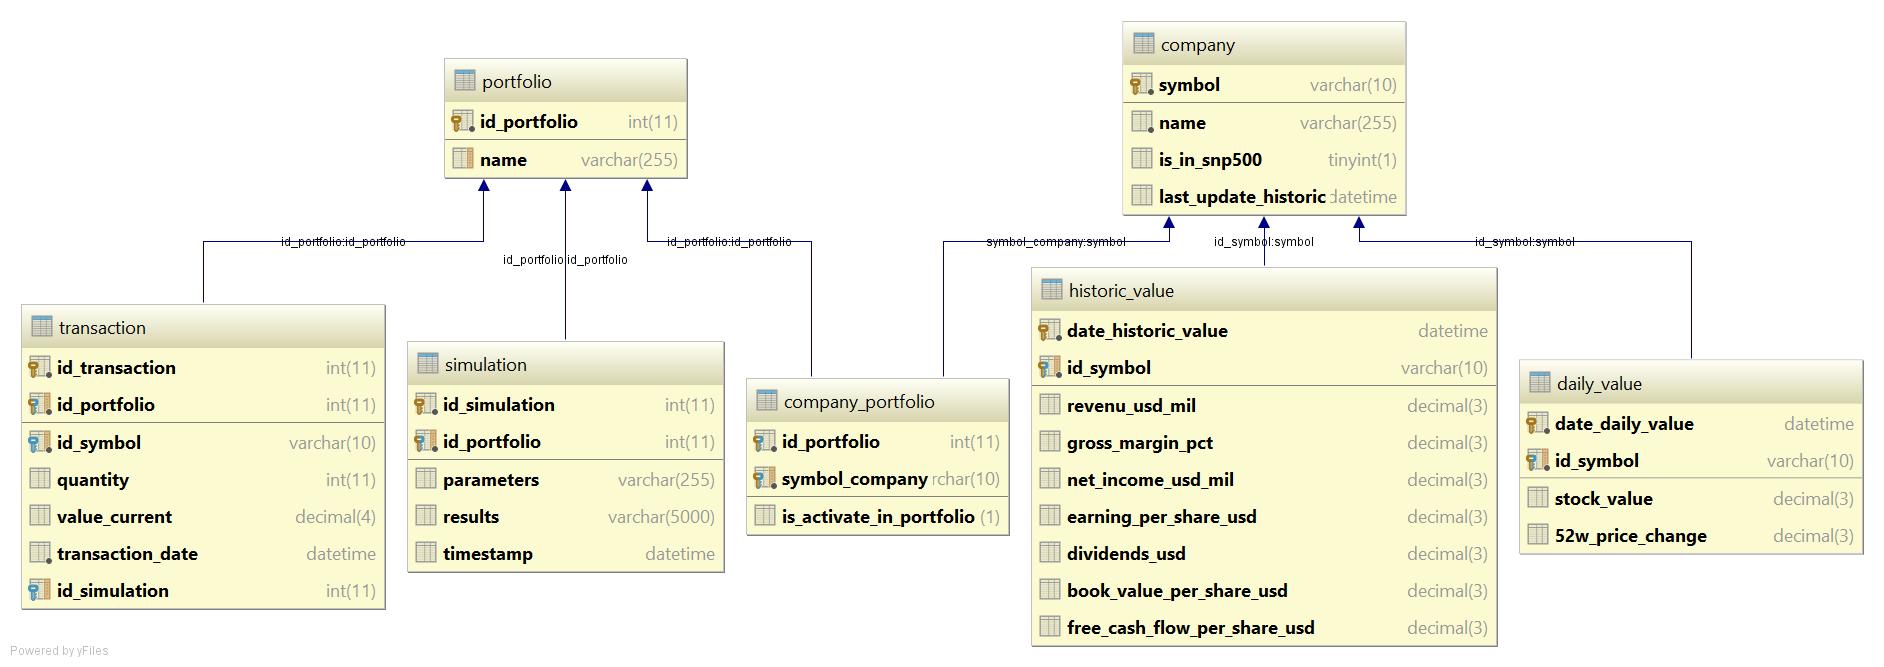 portfolio
id_portfolio int(11)
name varchar(255)
company
symbol varchar(10)
name varchar(255)
is_in_snp500 tinyint(1)
last_update_historic datetime
id_portfolio:id_portfolio
id_portfolio:id_portfolio
id_portfolio:id_portfolio
symbol_company:symbol
id_symbol:symbol
id_symbol:symbol
transaction
id_transaction int(11)
id_portfolio int(11)
id_symbol varchar(10)
quantity int(11)
value_current decimal(4)
transaction_date datetime
id_simulation int(11)
simulation
id_simulation int(11)
id_portfolio int(11)
parameters varchar(255)
results varchar(5000)
timestamp datetime
company_portfolio
id_portfolio int(11)
symbol_company rchar(10)
is_activate_in_portfolio (1)
historic_value
date_historic_value datetime
id_symbol varchar(10)
revenu_usd_mil decimal(3)
gross_margin_pct decimal(3)
net_income_usd_mil decimal(3)
earning_per_share_usd decimal(3)
dividends_usd decimal(3)
book_value_per_share_usd decimal(3)
free_cash_flow_per_share_usd decimal(3)
daily_value
date_daily_value datetime
id_symbol varchar(10)
stock_value decimal(3)
52w_price_change decimal(3)
Powered by yFiles